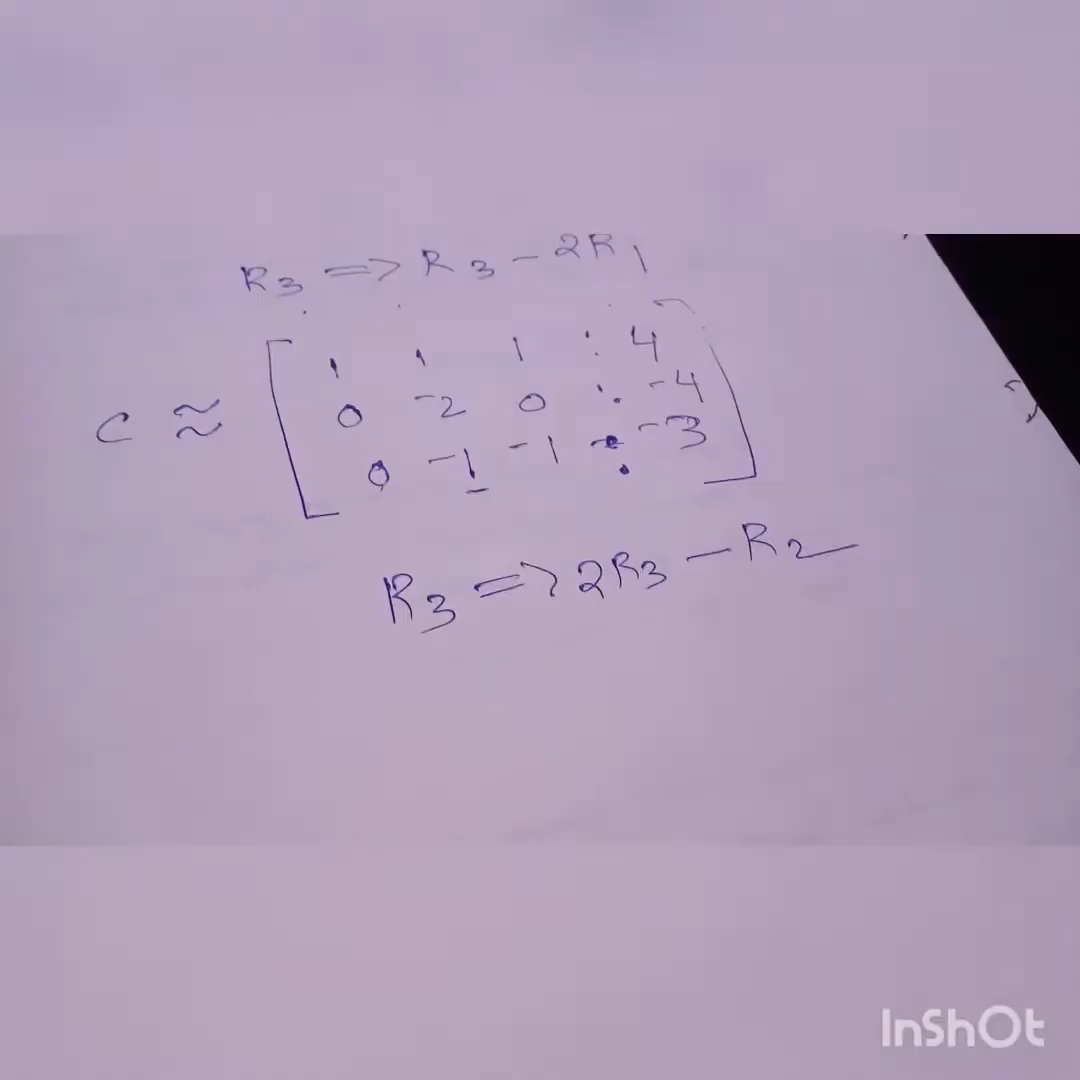 R3 => R3 - 2R1
1 1 1 : 4
0 -2 0 : -4
C ≈ 0 -1 -1 : -3
R3 => 2R3 - R2
InShOt